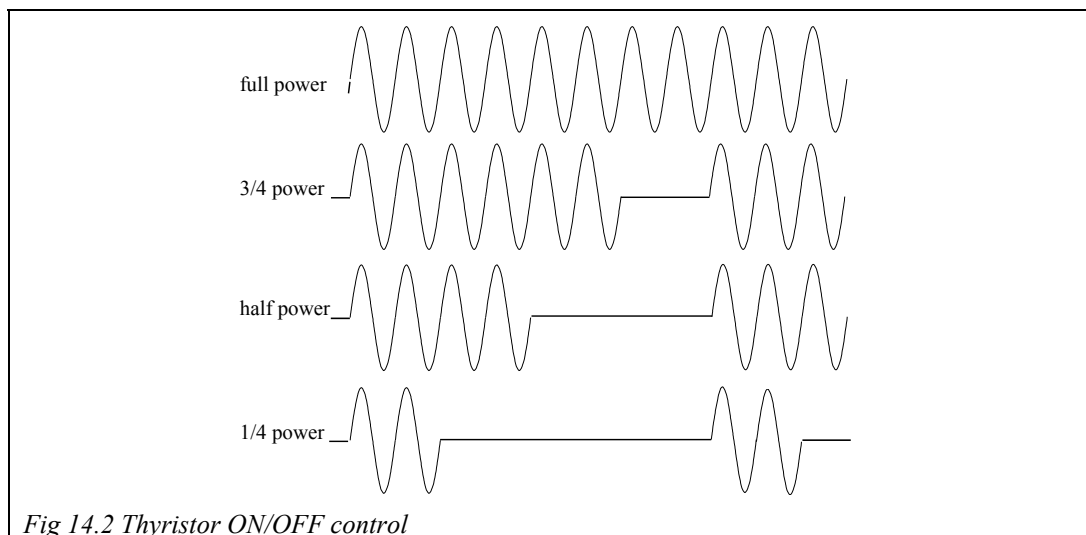 full power
3/4 power
half power
1/4 power
Fig 14.2 Thyristor ON/OFF control